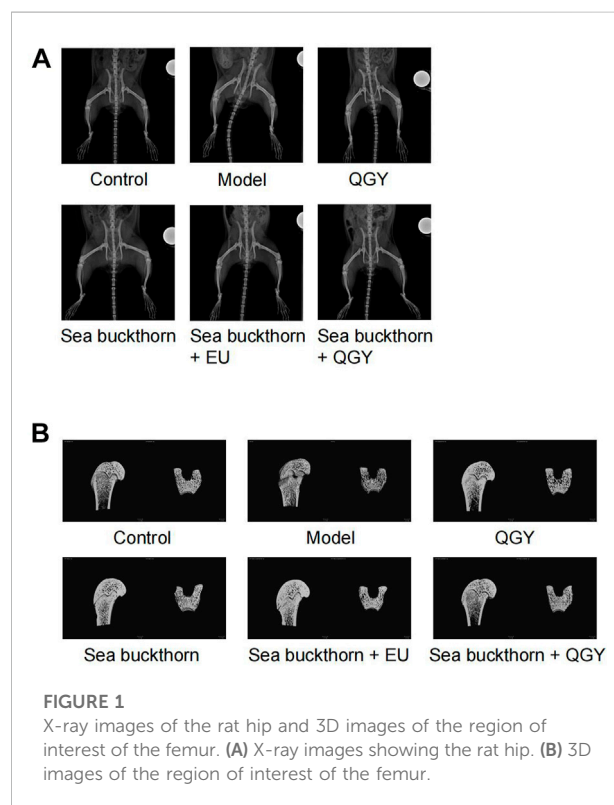 A
Control Model QGY
Sea buckthorn Sea buckthorn + EU Sea buckthorn + QGY
B
Control Model QGY
Sea buckthorn Sea buckthorn + EU Sea buckthorn + QGY
FIGURE 1
X-ray images of the rat hip and 3D images of the region of
interest of the femur. (A) X-ray images showing the rat hip. (B) 3D
images of the region of interest of the femur.